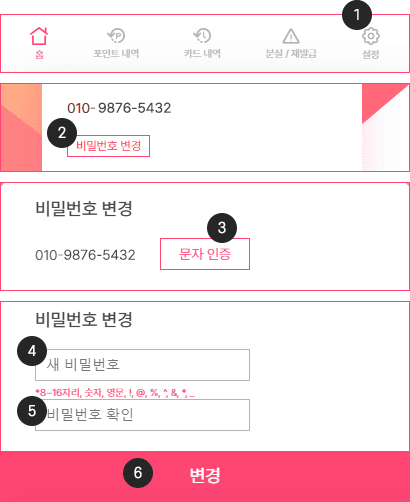 1
홈 포인트 내역 카드 내역 분실 / 재발급 설정
010-9876-5432
2
비밀번호 변경
비밀번호 변경
3
010-9876-5432 문자 인증
비밀번호 변경
4 새 비밀번호
*8~16자리, 숫자, 영문, !, @, %, ^, &, *, _
5 비밀번호 확인
6 변경